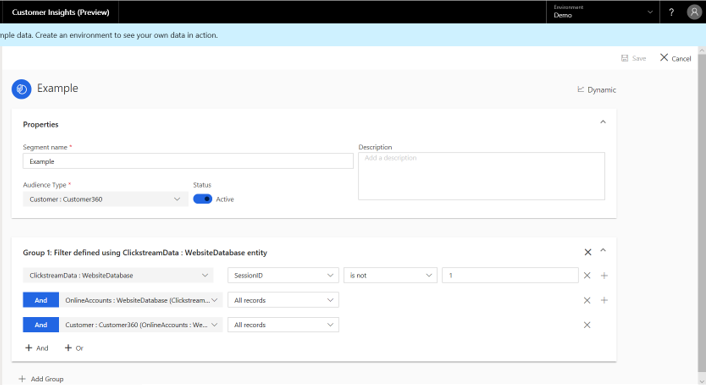 Customer Insights (Preview)
Environment
Demo
?
mple data. Create an environment to see your own data in action.
Save
Cancel
Example
Dynamic
Properties
Segment name *
Example
Description
Add a description
Audience Type *
Customer : Customer360
Status
Active
Group 1: Filter defined using ClickstreamData : WebsiteDatabase entity
ClickstreamData : WebsiteDatabase
SessionID
is not
1
And
OnlineAccounts : WebsiteDatabase (Clickstream...
All records
And
Customer : Customer360 (OnlineAccounts : We...
All records
+ And
+ Or
+ Add Group